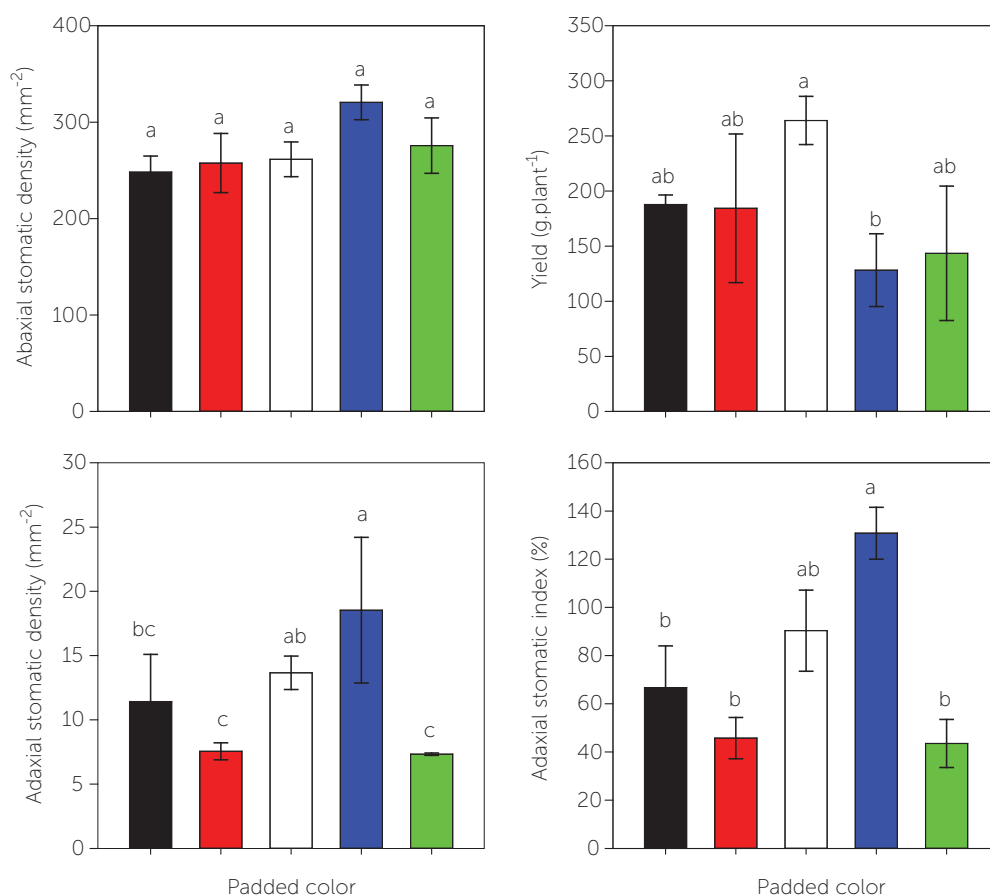 Abaxial stomatic density (mm-2)
400
300
200
100
0
a
a
a
a
a
Yield (g.plant-1)
350
300
250
200
150
100
50
0
ab
ab
a
b
ab
Adaxial stomatic density (mm-2)
30
25
20
15
10
5
0
bc
c
ab
a
c
Padded color
Adaxial stomatic index (%)
160
140
120
100
80
60
40
20
0
b
b
ab
a
b
Padded color